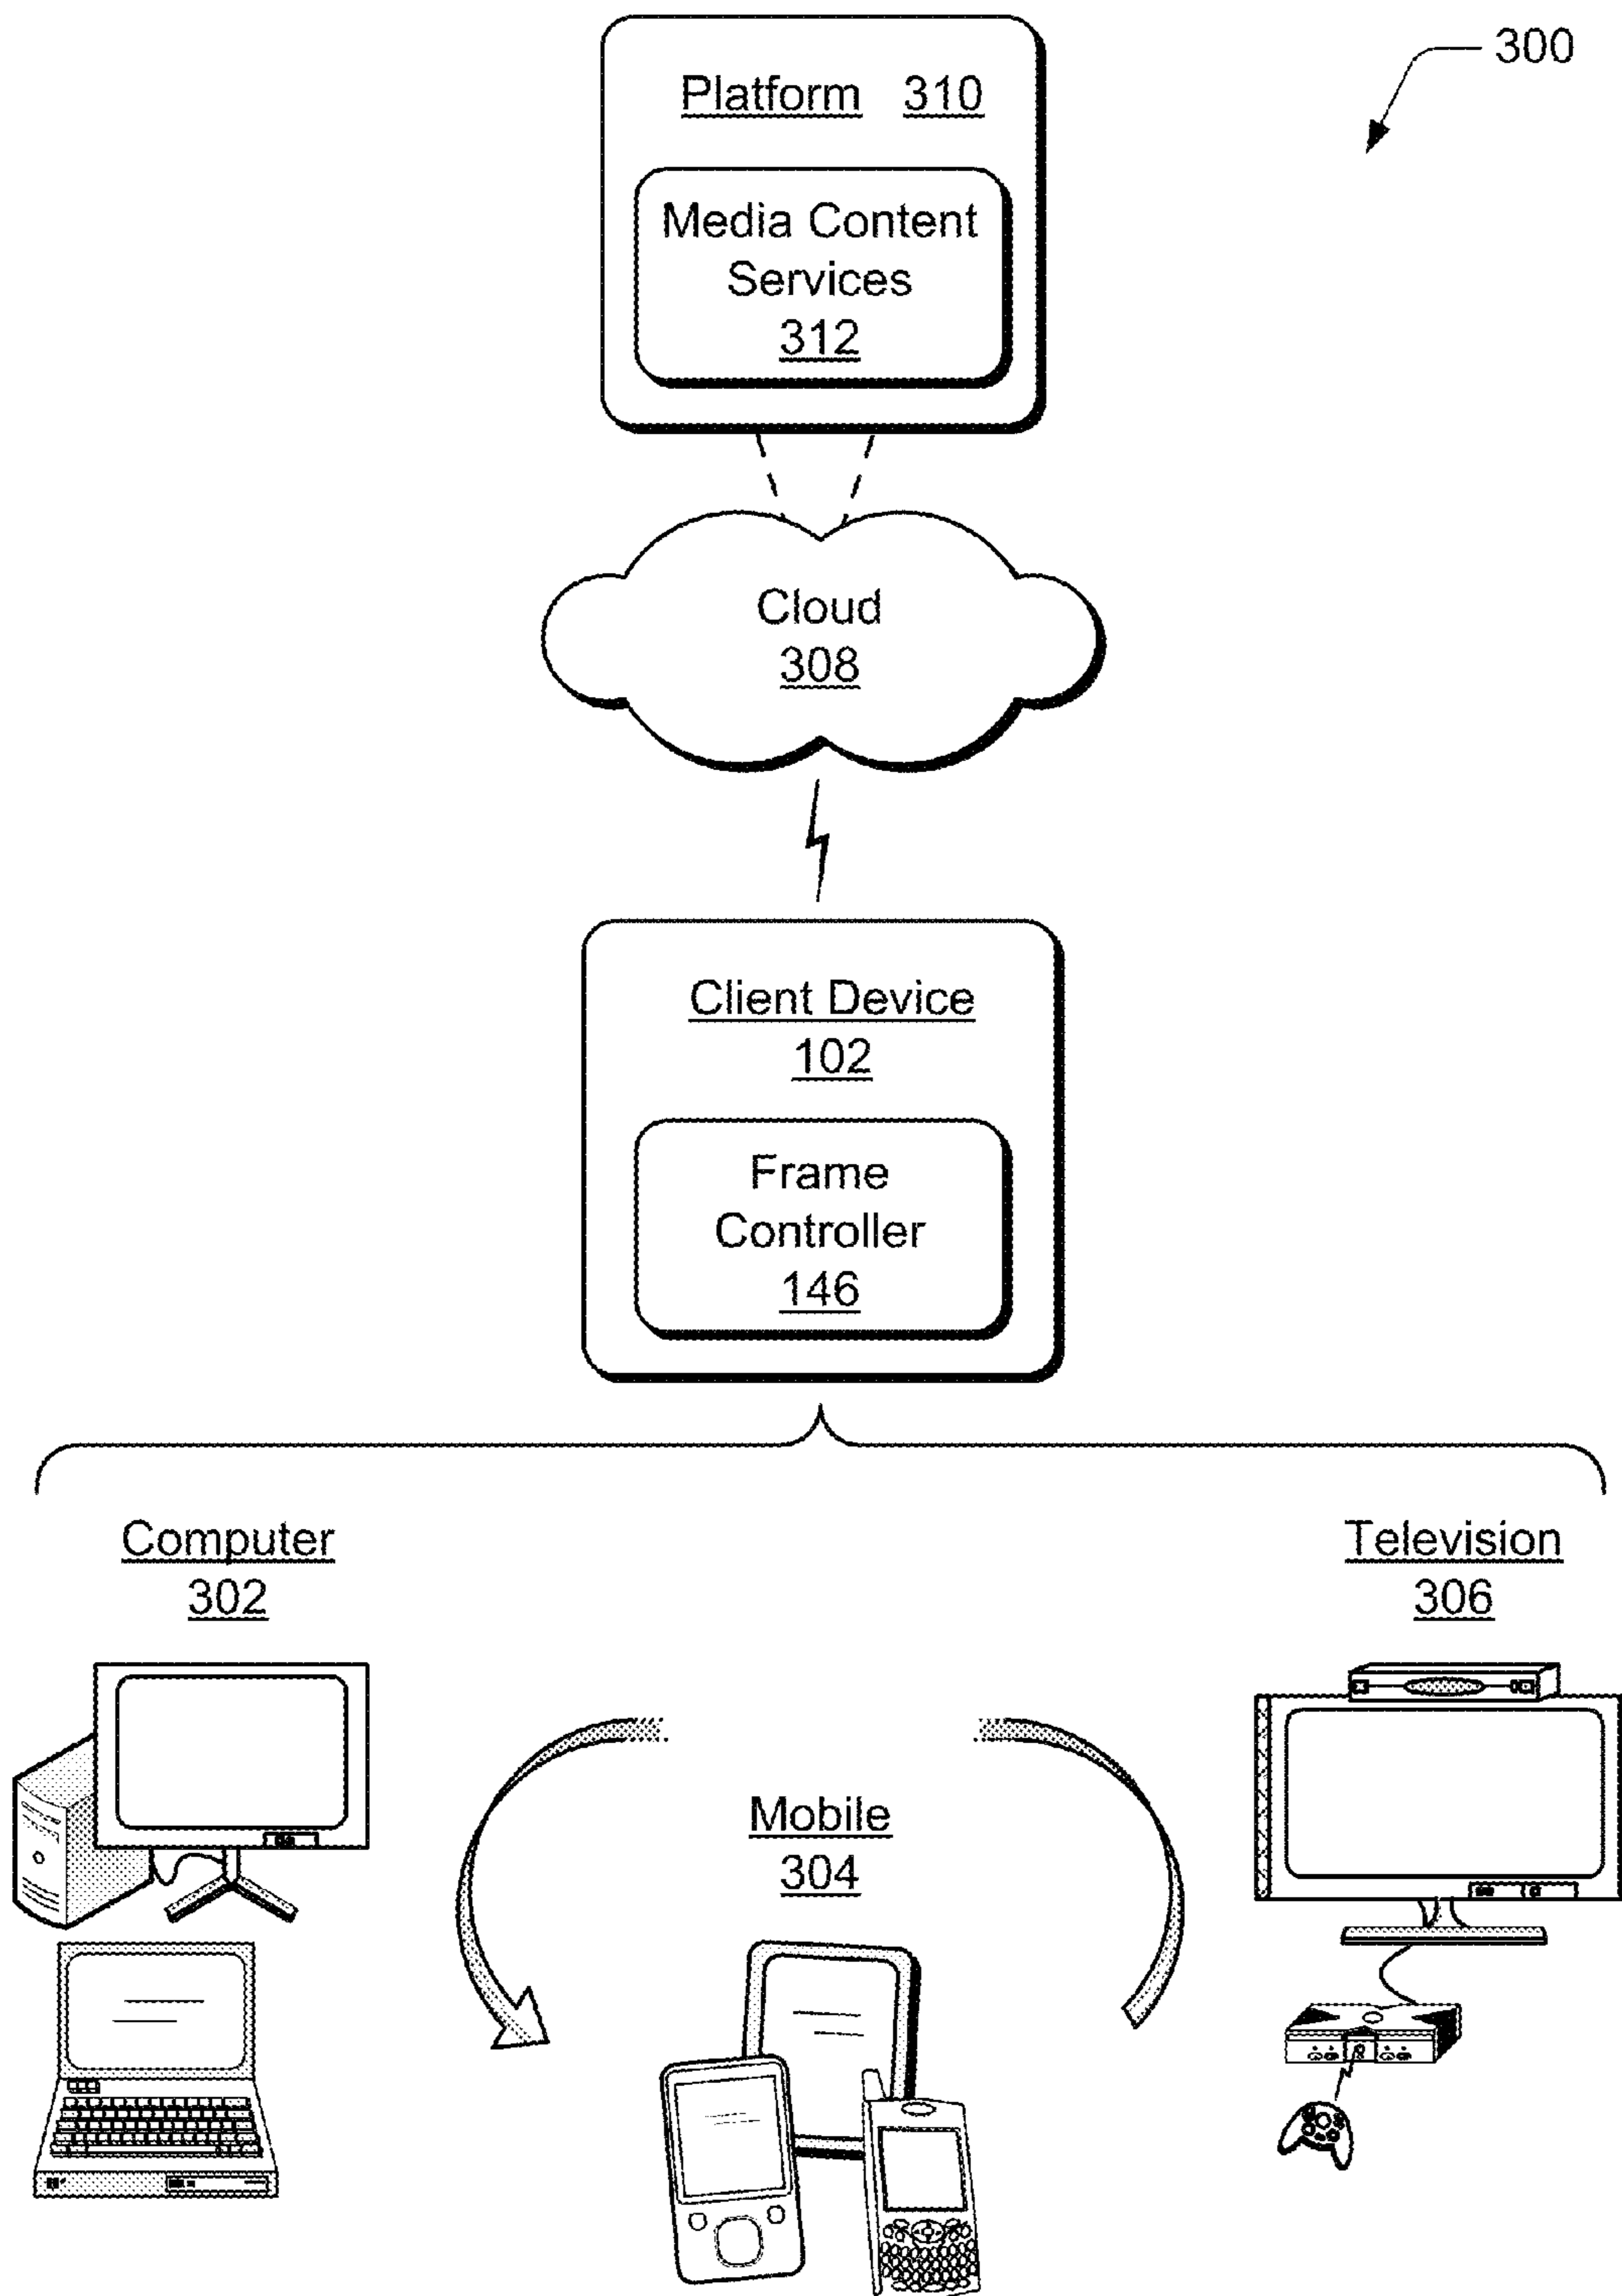 300
Platform 310
Media Content
Services
312
Cloud
308
Client Device
102
Frame
Controller
146
Computer
302
Television
306
Mobile
304